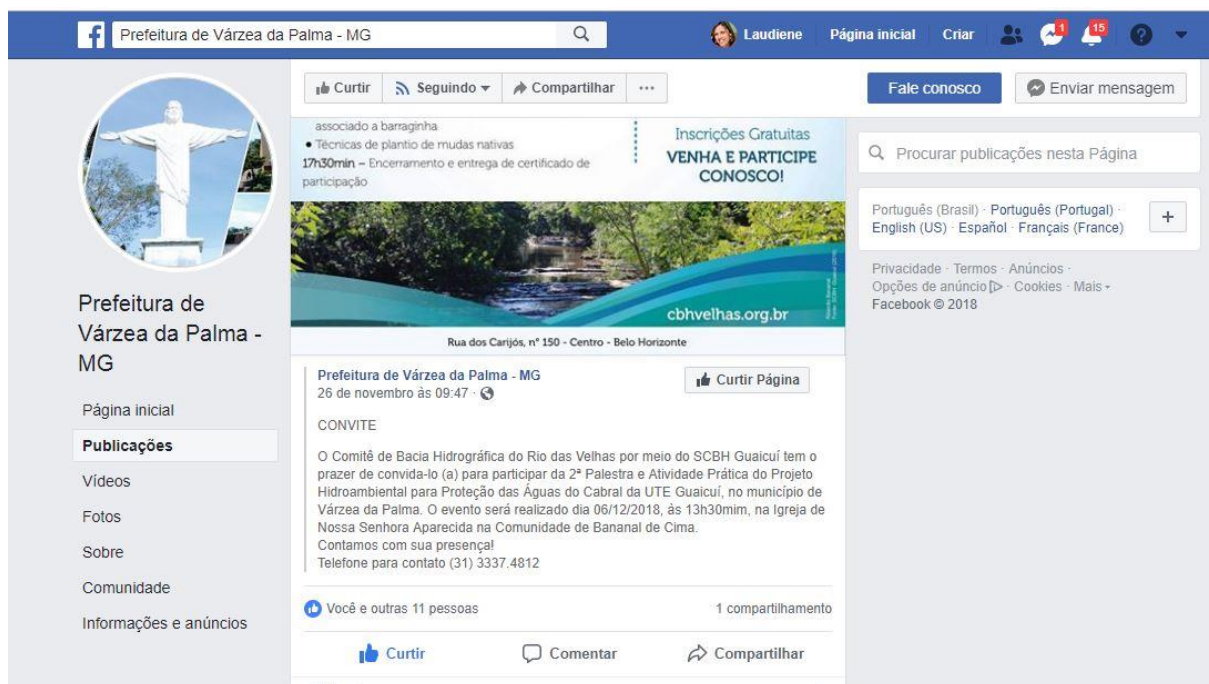 Prefeitura de Várzea da Palma - MG
Laudiene
Página inicial
Criar
1
15
Curtir
Seguindo
Compartilhar
Fale conosco
Enviar mensagem
Prefeitura de
Várzea da Palma -
MG
Página inicial
Publicações
Vídeos
Fotos
Sobre
Comunidade
Informações e anúncios
associado a barraginha
• Técnicas de plantio de mudas nativas
17h30min – Encerramento e entrega de certificado de
participação
Inscrições Gratuitas
VENHA E PARTICIPE
CONOSCO!
cbhvelhas.org.br
Rua dos Carijós, n° 150 - Centro - Belo Horizonte
Prefeitura de Várzea da Palma - MG
26 de novembro às 09:47 ·
Curtir Página
CONVITE
O Comitê de Bacia Hidrográfica do Rio das Velhas por meio do SCBH Guaicuí tem o
prazer de convida-lo (a) para participar da 2ª Palestra e Atividade Prática do Projeto
Hidroambiental para Proteção das Águas do Cabral da UTE Guaicuí, no município de
Várzea da Palma. O evento será realizado dia 06/12/2018, às 13h30mim, na Igreja de
Nossa Senhora Aparecida na Comunidade de Bananal de Cima.
Contamos com sua presença!
Telefone para contato (31) 3337.4812
Você e outras 11 pessoas
1 compartilhamento
Curtir
Comentar
Compartilhar
Procurar publicações nesta Página
Português (Brasil) · Português (Portugal) ·
English (US) · Español · Français (France)
Privacidade · Termos · Anúncios ·
Opções de anúncio · Cookies · Mais
Facebook © 2018